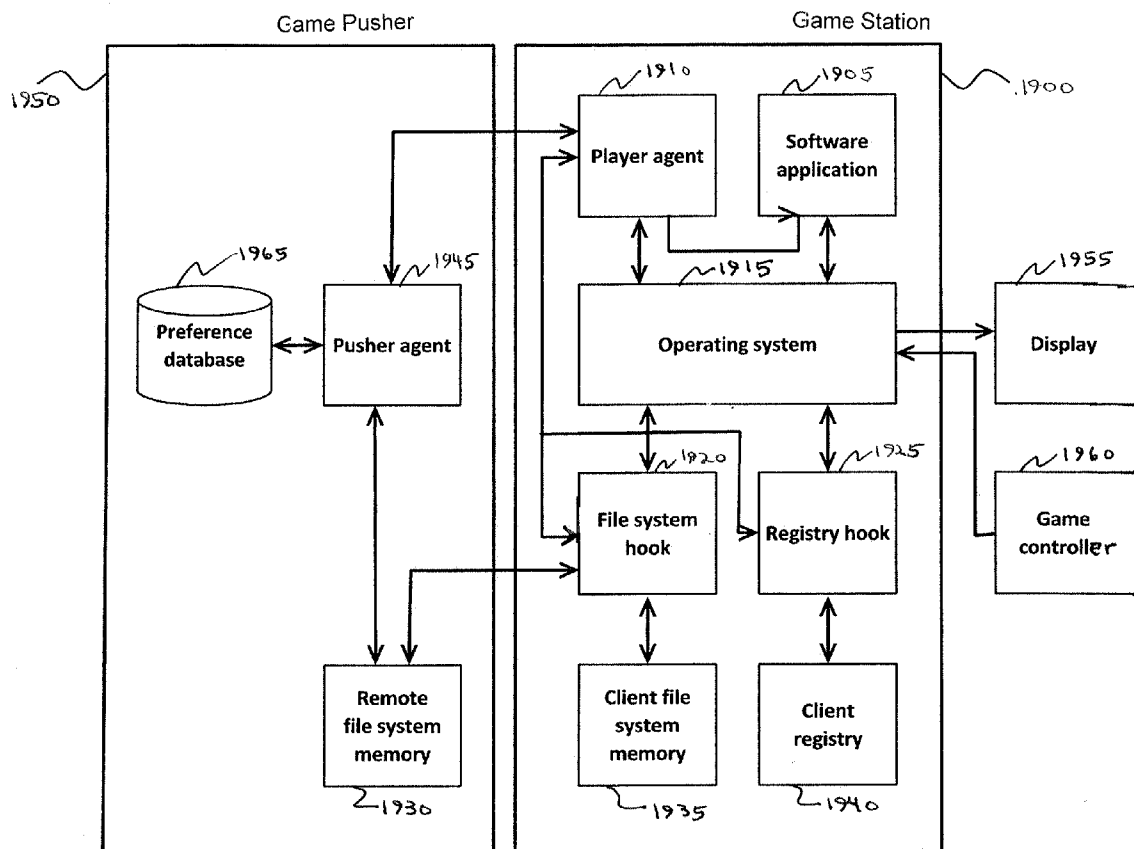 Game Pusher
Game Station
1950
1910
1905
.1900
Player agent
Software
application
1965
1945
1915
1955
Preference
database
Pusher agent
Operating system
Display
1920
1925
1960
File system
hook
Registry hook
Game
controller
Remote
file system
memory
Client file
system
memory
Client
registry
1930
1935
1940